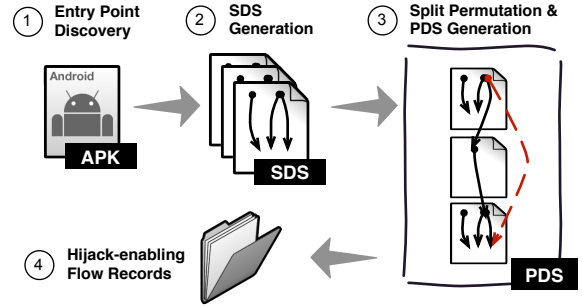 1
Entry Point
Discovery
2
SDS
Generation
3
Split Permutation &
PDS Generation
Android
APK
SDS
PDS
4
Hijack-enabling
Flow Records